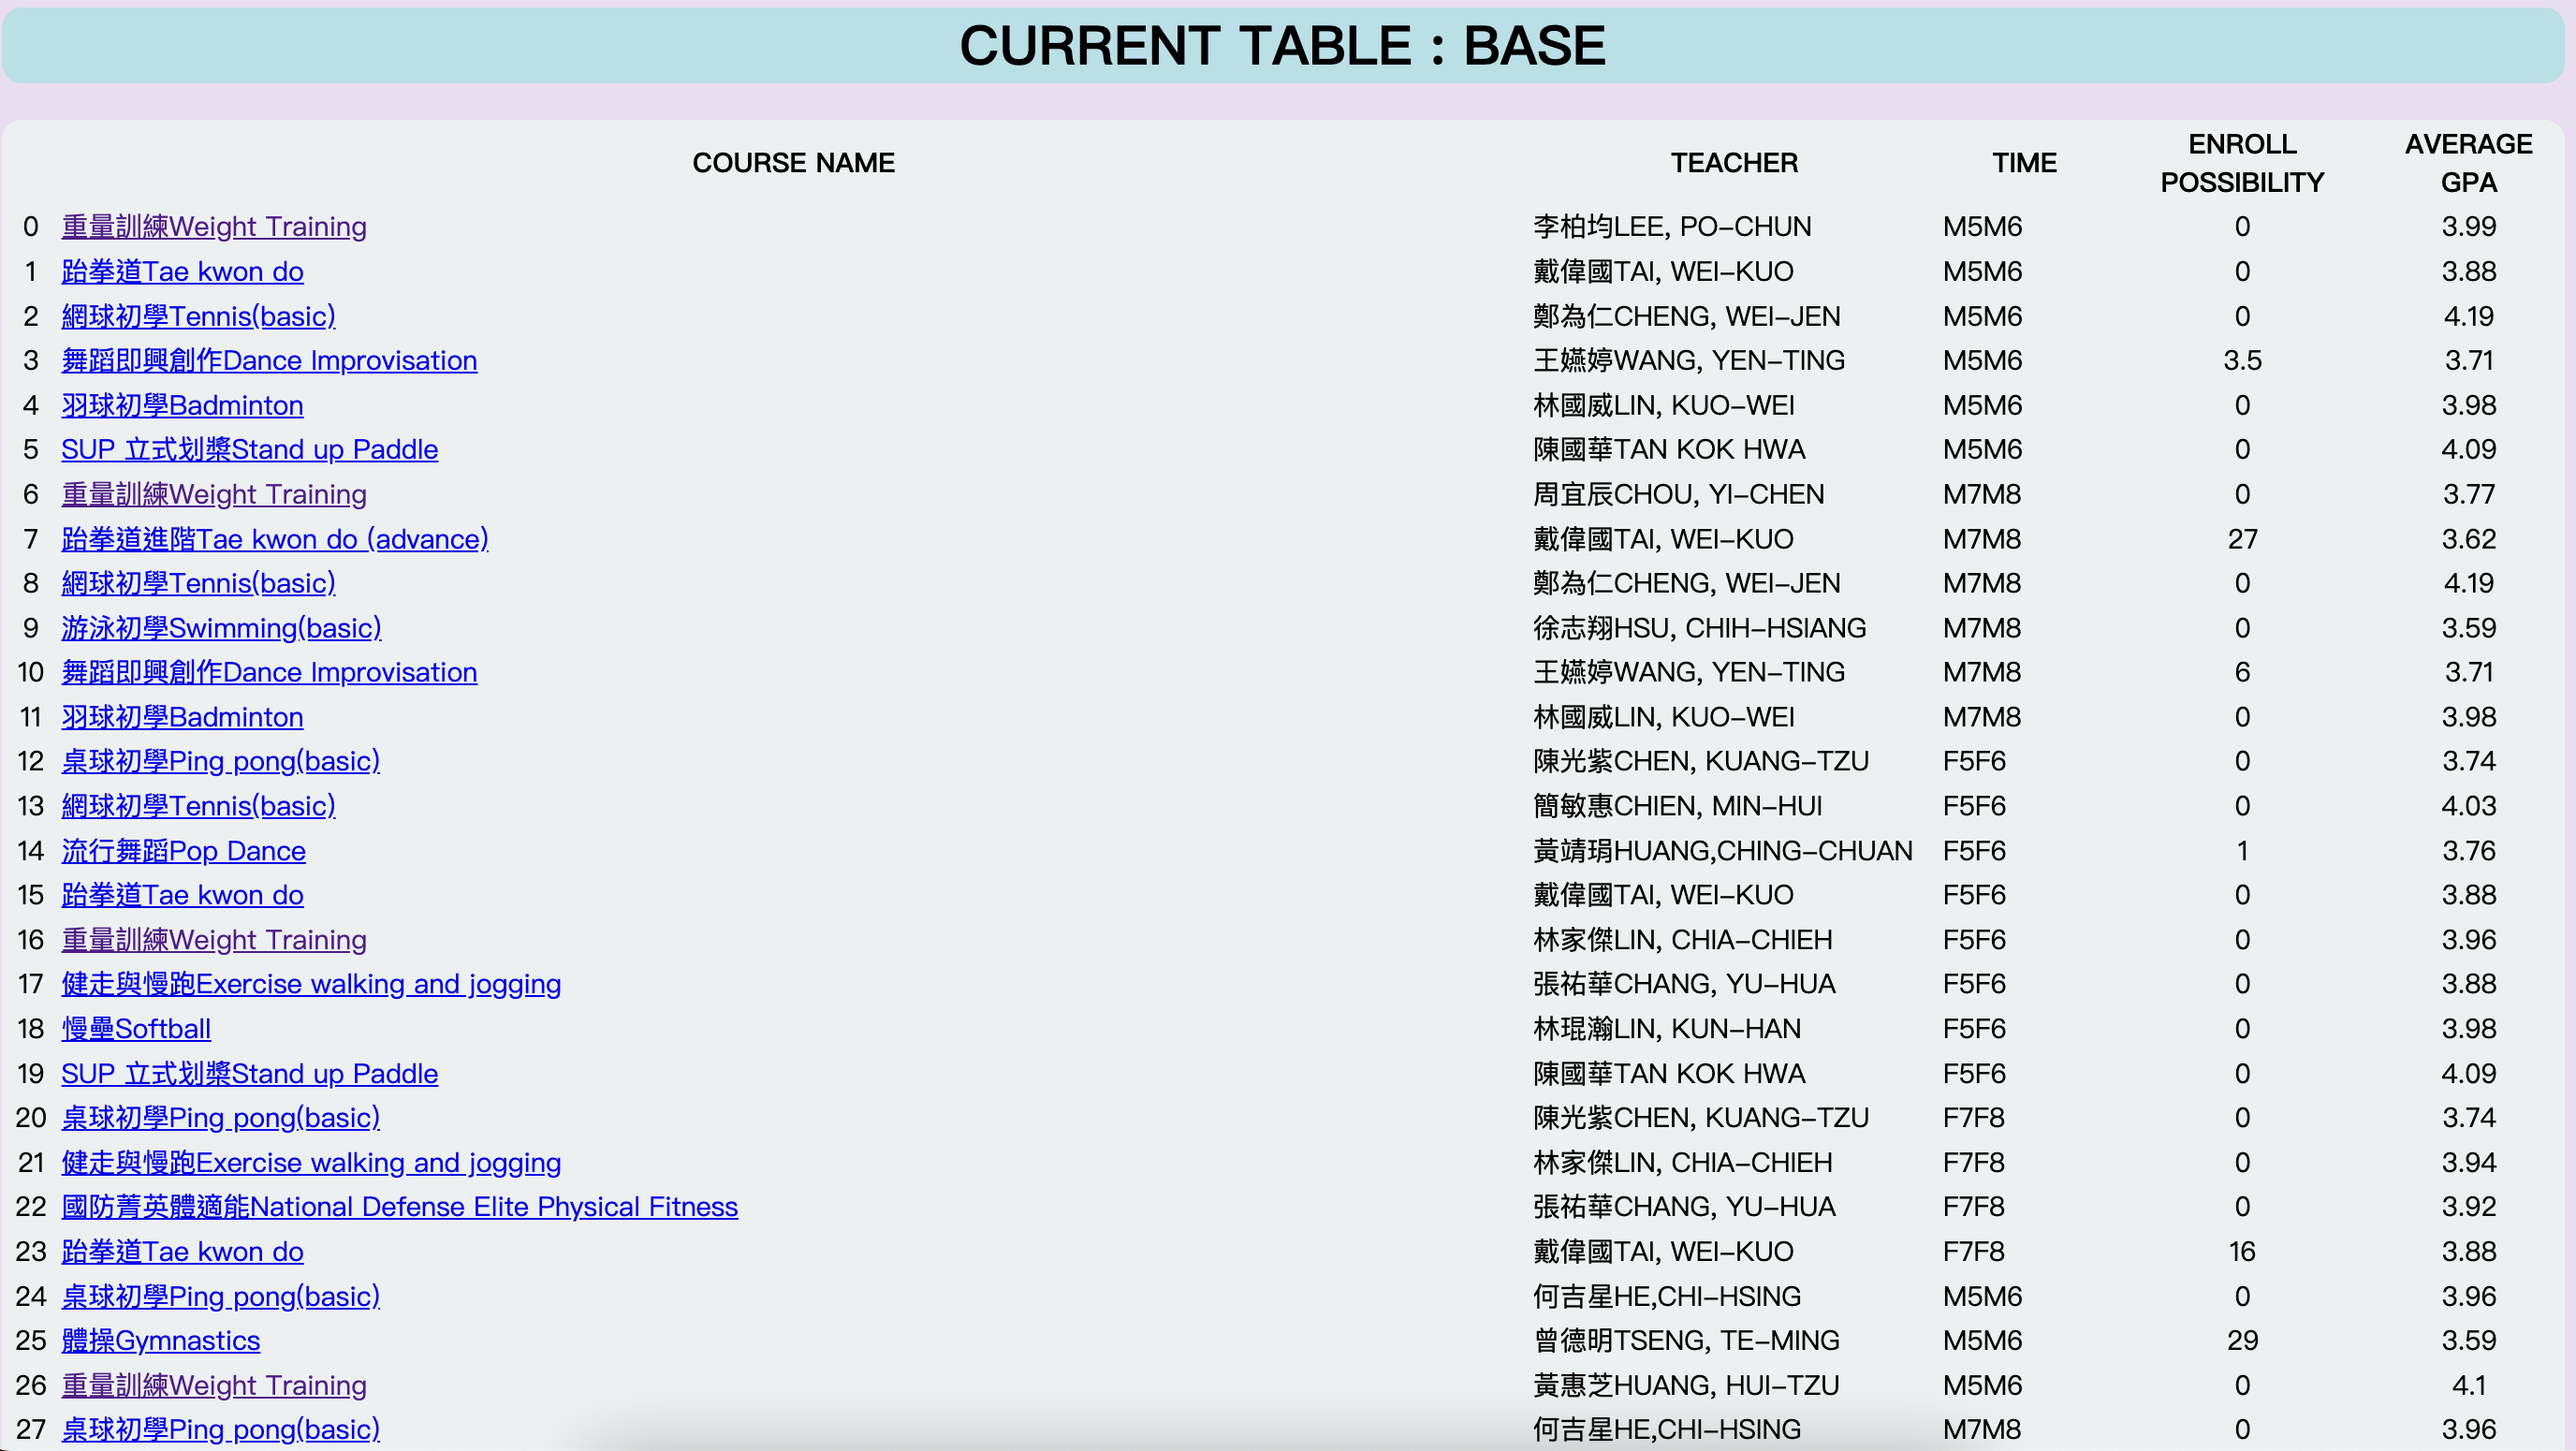 CURRENT TABLE : BASE
COURSE NAME TEACHER TIME ENROLL POSSIBILITY AVERAGE GPA
0 重量訓練Weight Training 李柏均LEE, PO-CHUN M5M6 0 3.99
1 跆拳道Tae kwon do 戴偉國TAI, WEI-KUO M5M6 0 3.88
2 網球初學Tennis(basic) 鄭為仁CHENG, WEI-JEN M5M6 0 4.19
3 舞蹈即興創作Dance Improvisation 王嬿婷WANG, YEN-TING M5M6 3.5 3.71
4 羽球初學Badminton 林國威LIN, KUO-WEI M5M6 0 3.98
5 SUP 立式划槳Stand up Paddle 陳國華TAN KOK HWA M5M6 0 4.09
6 重量訓練Weight Training 周宜辰CHOU, YI-CHEN M7M8 0 3.77
7 跆拳道進階Tae kwon do (advance) 戴偉國TAI, WEI-KUO M7M8 27 3.62
8 網球初學Tennis(basic) 鄭為仁CHENG, WEI-JEN M7M8 0 4.19
9 游泳初學Swimming(basic) 徐志翔HSU, CHIH-HSIANG M7M8 0 3.59
10 舞蹈即興創作Dance Improvisation 王嬿婷WANG, YEN-TING M7M8 6 3.71
11 羽球初學Badminton 林國威LIN, KUO-WEI M7M8 0 3.98
12 桌球初學Ping pong(basic) 陳光紫CHEN, KUANG-TZU F5F6 0 3.74
13 網球初學Tennis(basic) 簡敏惠CHIEN, MIN-HUI F5F6 0 4.03
14 流行舞蹈Pop Dance 黃靖琄HUANG,CHING-CHUAN F5F6 1 3.76
15 跆拳道Tae kwon do 戴偉國TAI, WEI-KUO F5F6 0 3.88
16 重量訓練Weight Training 林家傑LIN, CHIA-CHIEH F5F6 0 3.96
17 健走與慢跑Exercise walking and jogging 張祐華CHANG, YU-HUA F5F6 0 3.88
18 慢壘Softball 林琨瀚LIN, KUN-HAN F5F6 0 3.98
19 SUP 立式划槳Stand up Paddle 陳國華TAN KOK HWA F5F6 0 4.09
20 桌球初學Ping pong(basic) 陳光紫CHEN, KUANG-TZU F7F8 0 3.74
21 健走與慢跑Exercise walking and jogging 林家傑LIN, CHIA-CHIEH F7F8 0 3.94
22 國防菁英體適能National Defense Elite Physical Fitness 張祐華CHANG, YU-HUA F7F8 0 3.92
23 跆拳道Tae kwon do 戴偉國TAI, WEI-KUO F7F8 16 3.88
24 桌球初學Ping pong(basic) 何吉星HE,CHI-HSING M5M6 0 3.96
25 體操Gymnastics 曾德明TSENG, TE-MING M5M6 29 3.59
26 重量訓練Weight Training 黃惠芝HUANG, HUI-TZU M5M6 0 4.1
27 桌球初學Ping pong(basic) 何吉星HE,CHI-HSING M7M8 0 3.96